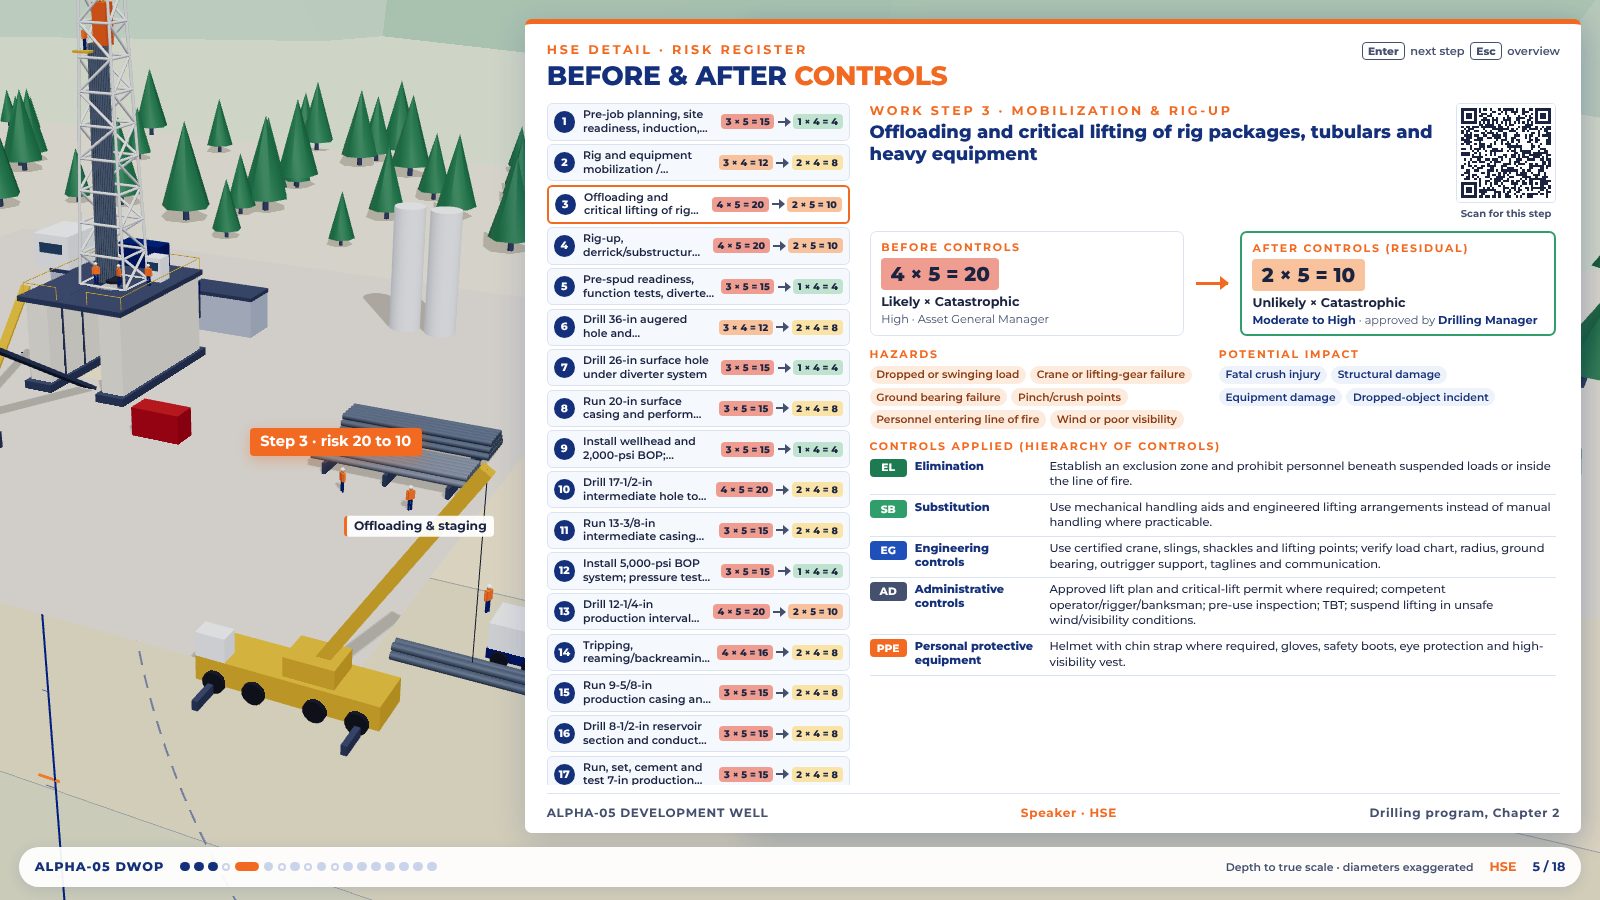 HSE DETAIL · RISK REGISTER
BEFORE & AFTER CONTROLS
Enter next step Esc overview
1 Pre-job planning, site readiness, induction,... 3 × 5 = 15 → 1 × 4 = 4
2 Rig and equipment mobilization /... 3 × 4 = 12 → 2 × 4 = 8
3 Offloading and critical lifting of rig... 4 × 5 = 20 → 2 × 5 = 10
4 Rig-up, derrick/substructur... 4 × 5 = 20 → 2 × 5 = 10
5 Pre-spud readiness, function tests, diverte... 3 × 5 = 15 → 1 × 4 = 4
6 Drill 36-in augered hole and... 3 × 4 = 12 → 2 × 4 = 8
7 Drill 26-in surface hole under diverter system 3 × 5 = 15 → 1 × 4 = 4
8 Run 20-in surface casing and perform... 3 × 5 = 15 → 2 × 4 = 8
9 Install wellhead and 2,000-psi BOP;... 3 × 5 = 15 → 1 × 4 = 4
10 Drill 17-1/2-in intermediate hole to... 4 × 5 = 20 → 2 × 4 = 8
11 Run 13-3/8-in intermediate casing... 3 × 5 = 15 → 2 × 4 = 8
12 Install 5,000-psi BOP system; pressure test... 3 × 5 = 15 → 1 × 4 = 4
13 Drill 12-1/4-in production interval... 4 × 5 = 20 → 2 × 5 = 10
14 Tripping, reaming/backreamin... 4 × 4 = 16 → 2 × 4 = 8
15 Run 9-5/8-in production casing an... 3 × 5 = 15 → 2 × 4 = 8
16 Drill 8-1/2-in reservoir section and conduct... 3 × 5 = 15 → 2 × 4 = 8
17 Run, set, cement and test 7-in production... 3 × 5 = 15 → 2 × 4 = 8
WORK STEP 3 · MOBILIZATION & RIG-UP
Offloading and critical lifting of rig packages, tubulars and
heavy equipment
Scan for this step
BEFORE CONTROLS
4 × 5 = 20
Likely × Catastrophic
High · Asset General Manager
AFTER CONTROLS (RESIDUAL)
2 × 5 = 10
Unlikely × Catastrophic
Moderate to High · approved by Drilling Manager
HAZARDS
Dropped or swinging load Crane or lifting-gear failure
Ground bearing failure Pinch/crush points
Personnel entering line of fire Wind or poor visibility
POTENTIAL IMPACT
Fatal crush injury Structural damage
Equipment damage Dropped-object incident
CONTROLS APPLIED (HIERARCHY OF CONTROLS)
EL Elimination Establish an exclusion zone and prohibit personnel beneath suspended loads or inside
the line of fire.
SB Substitution Use mechanical handling aids and engineered lifting arrangements instead of manual
handling where practicable.
EG Engineering controls Use certified crane, slings, shackles and lifting points; verify load chart, radius, ground
bearing, outrigger support, taglines and communication.
AD Administrative controls Approved lift plan and critical-lift permit where required; competent
operator/rigger/banksman; pre-use inspection; TBT; suspend lifting in unsafe
wind/visibility conditions.
PPE Personal protective equipment Helmet with chin strap where required, gloves, safety boots, eye protection and high-
visibility vest.
Step 3 · risk 20 to 10
Offloading & staging
ALPHA-05 DEVELOPMENT WELL
Speaker · HSE
Drilling program, Chapter 2
ALPHA-05 DWOP
Depth to true scale · diameters exaggerated HSE 5 / 18